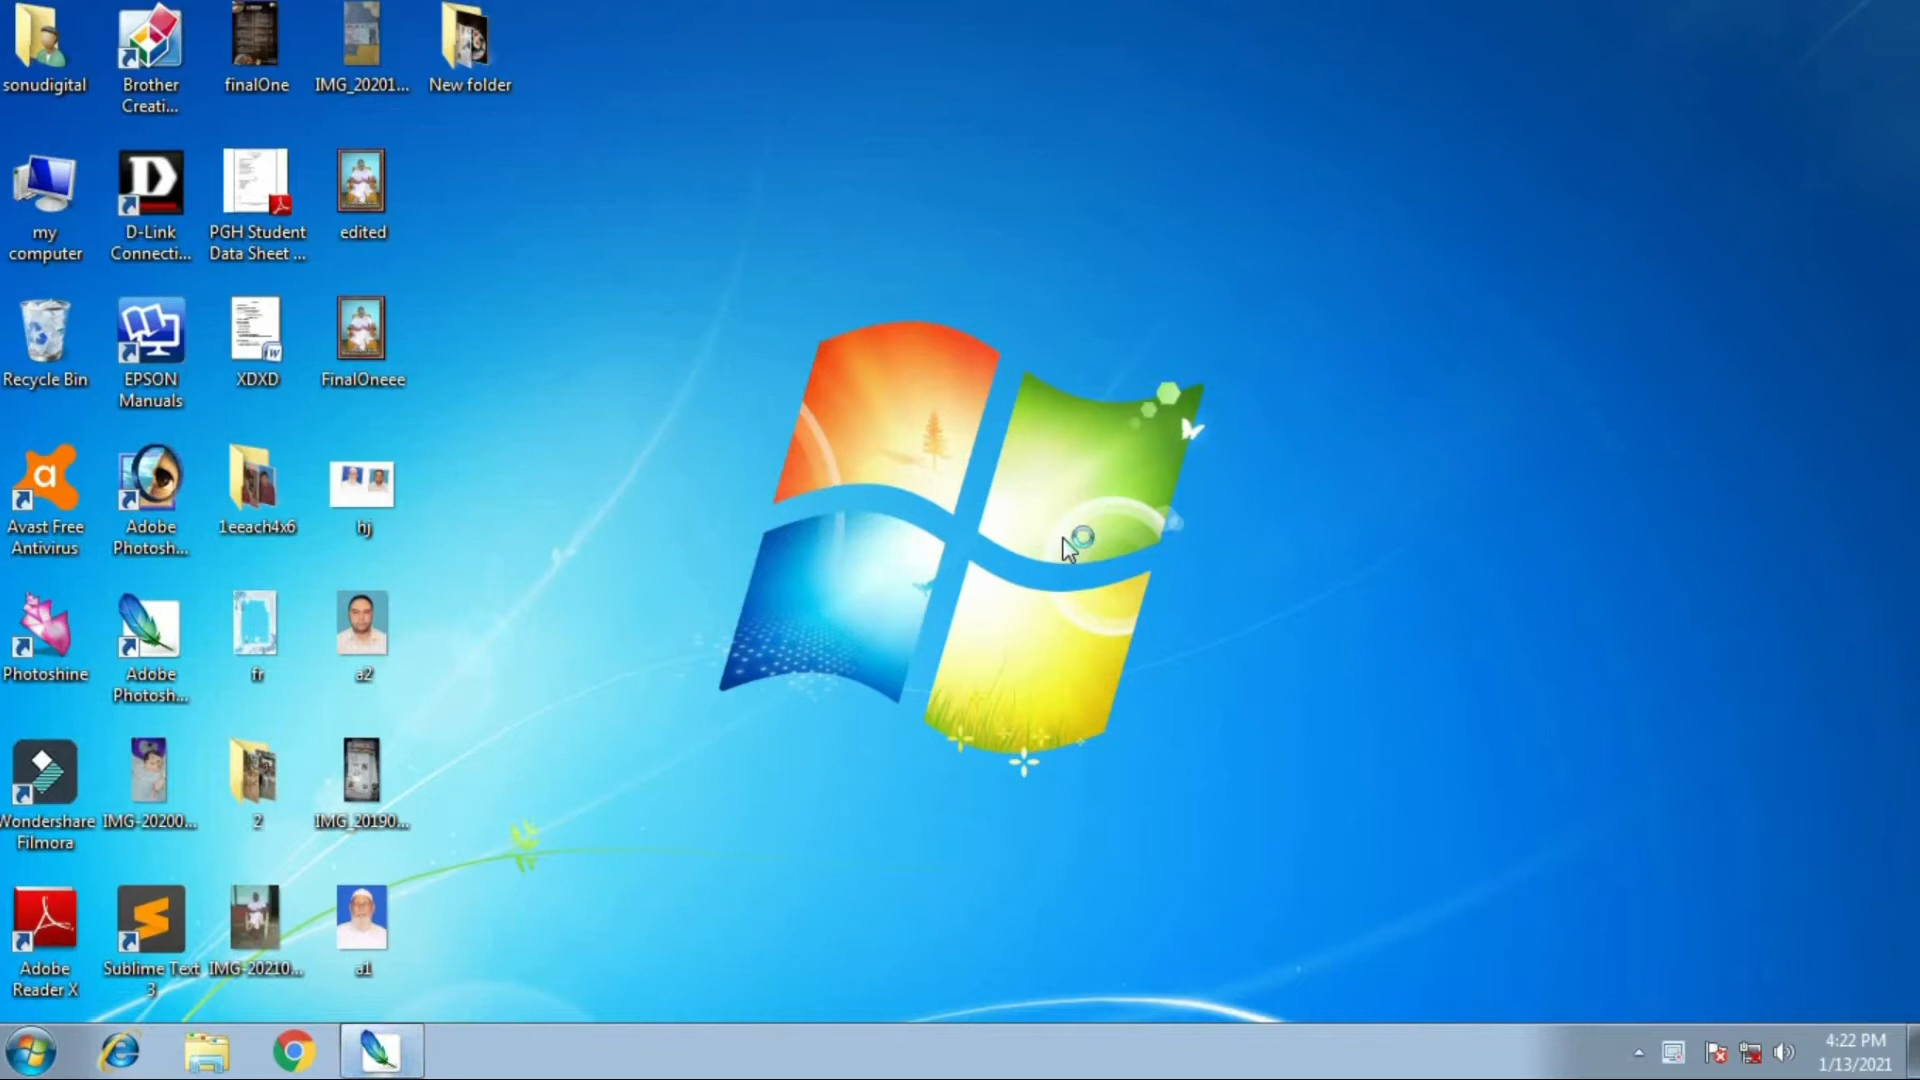 sonudigital
Brother
Creati...
finalOne
IMG_20201...
New folder
my
computer
D-Link
Connecti...
PGH Student
Data Sheet ...
edited
Recycle Bin
EPSON
Manuals
XDXD
FinalOneee
Avast Free
Antivirus
Adobe
Photosh...
1eeach4x6
hj
Photoshine
Adobe
Photosh...
fr
a2
Wondershare
Filmora
IMG-20200...
2
IMG_20190...
Adobe
Reader X
Sublime Text
3
IMG-20210...
a1
4:22 PM
1/13/2021